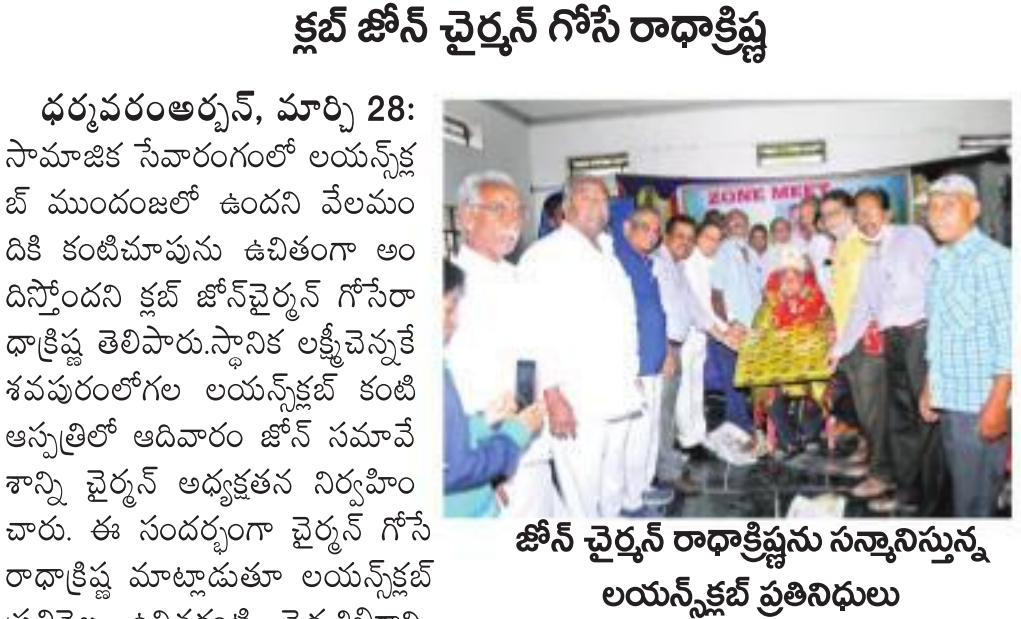 క్లబ్ జోన్ చైర్మన్ గోసే రాధాక్రిష్ణ
ధర్మవరంఅర్బన్, మార్చి 28:
సామాజిక సేవారంగంలో లయన్స్‌క్ల
బ్ ముందంజలో ఉందని వేలమం
దికి కంటిచూపును ఉచితంగా అం
దిస్తోందని క్లబ్ జోన్‌చైర్మన్ గోసేరా
ధాక్రిష్ణ తెలిపారు.స్థానిక లక్ష్మీచెన్నకే
శవపురంలోగల లయన్స్‌క్లబ్ కంటి
ఆస్పత్రిలో ఆదివారం జోన్ సమావే
శాన్ని చైర్మన్ అధ్యక్షతన నిర్వహిం
చారు. ఈ సందర్భంగా చైర్మన్ గోసే
రాధాక్రిష్ణ మాట్లాడుతూ లయన్స్‌క్లబ్
ZONE MEET
జోన్ చైర్మన్ రాధాక్రిష్ణను సన్మానిస్తున్న
లయన్స్‌క్లబ్ ప్రతినిధులు